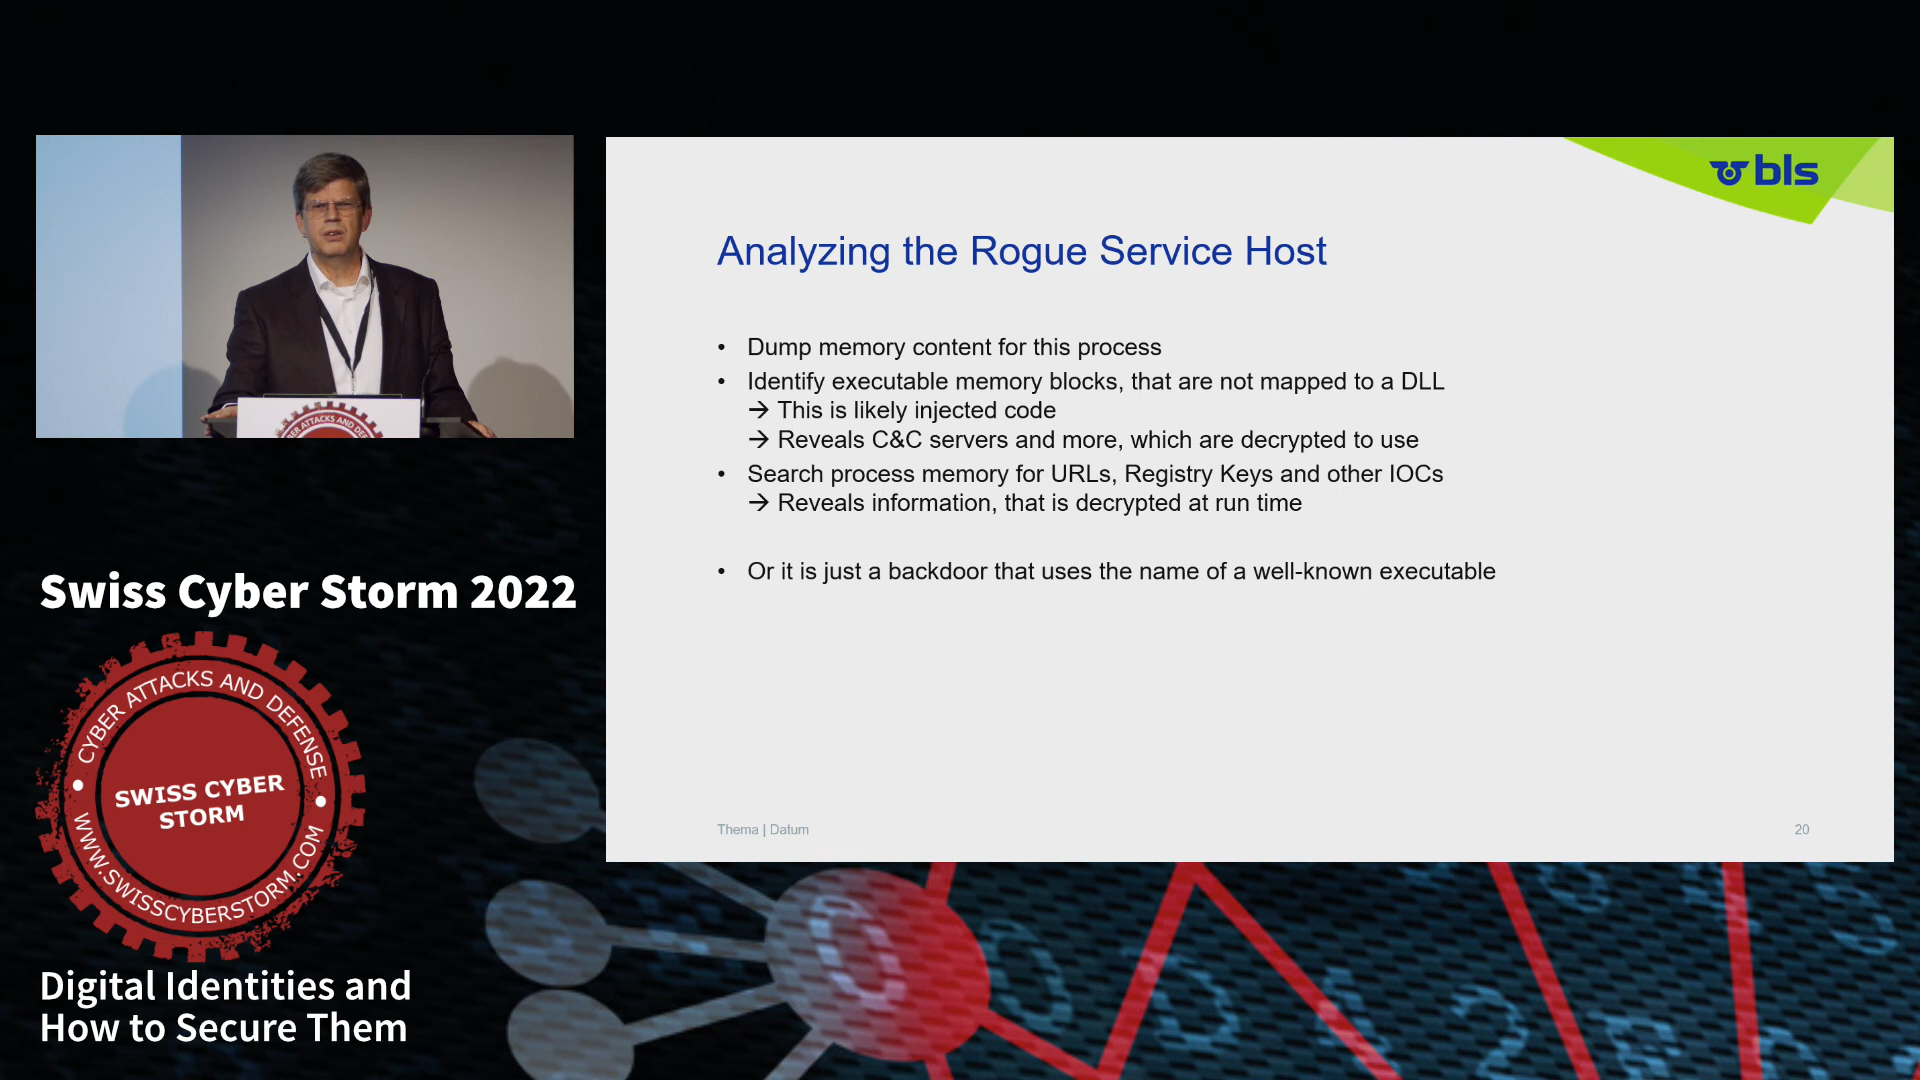 bls
Analyzing the Rogue Service Host
• Dump memory content for this process
• Identify executable memory blocks, that are not mapped to a DLL
→ This is likely injected code
→ Reveals C&C servers and more, which are decrypted to use
• Search process memory for URLs, Registry Keys and other IOCs
→ Reveals information, that is decrypted at run time
• Or it is just a backdoor that uses the name of a well-known executable
Thema | Datum
20
ATTACKS AND
Swiss Cyber Storm 2022
CYBER ATTACKS AND DEFENSE
SWISS CYBER
STORM
WWW.SWISSCYBERSTORM.COM
Digital Identities and
How to Secure Them